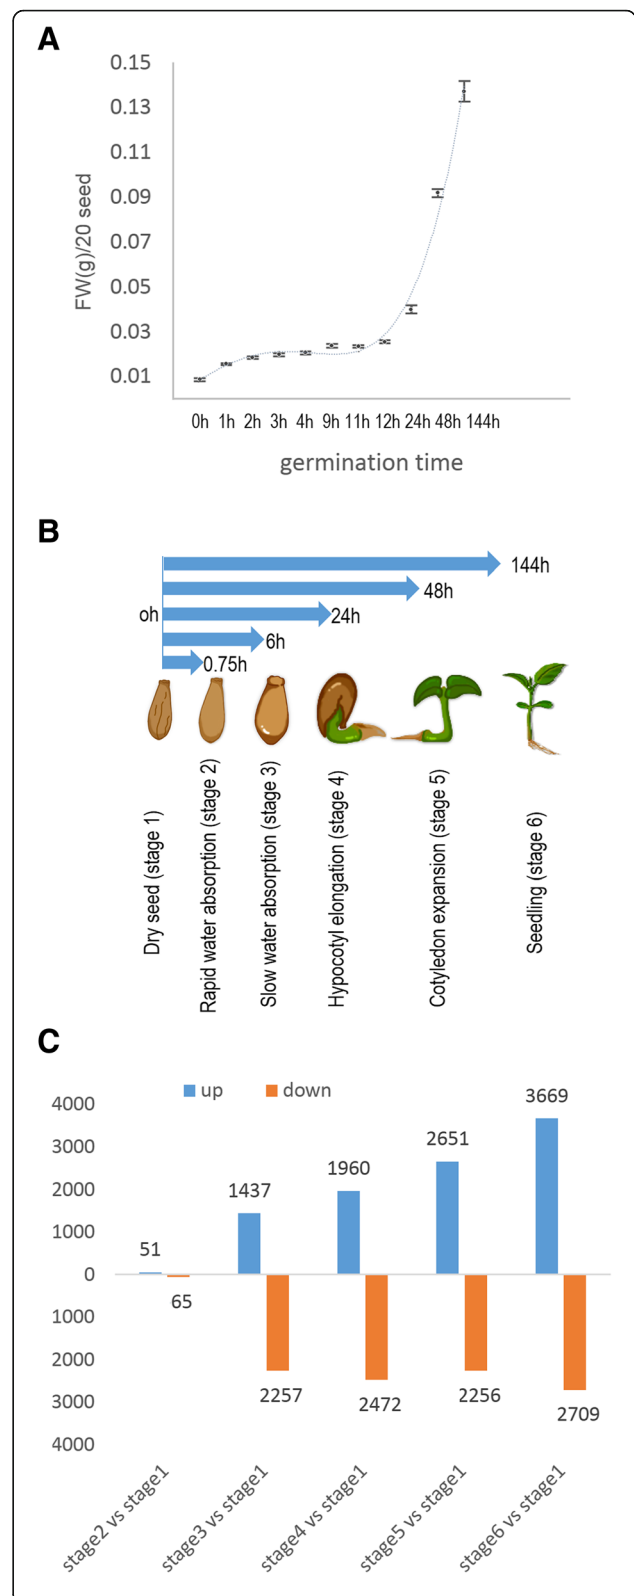 A
0.15
0.13
0.11
0.09
0.07
0.05
0.03
0.01
FW(g)/20 seed
0h 1h 2h 3h 4h 9h 11h 12h 24h 48h 144h
germination time
B
144h
48h
oh
24h
6h
0.75h
Dry seed (stage 1)
Rapid water absorption (stage 2)
Slow water absorption (stage 3)
Hypocotyl elongation (stage 4)
Cotyledon expansion (stage 5)
Seedling (stage 6)
C
up down
4000
3000
2000
1000
0
1000
2000
3000
4000
51
1437
1960
2651
3669
65
2257
2472
2256
2709
stage2 vs stage1
stage3 vs stage1
stage4 vs stage1
stage5 vs stage1
stage6 vs stage1